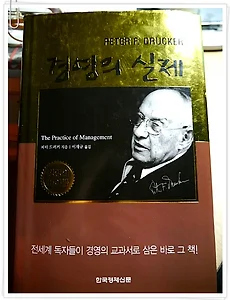 PETER F. DRUCKER
경영의 실제
The Practice of Management
피터 드러커 지음 | 이재규 옮김
전세계 독자들이 경영의 교과서로 삼은 바로 그 책!
한국경제신문